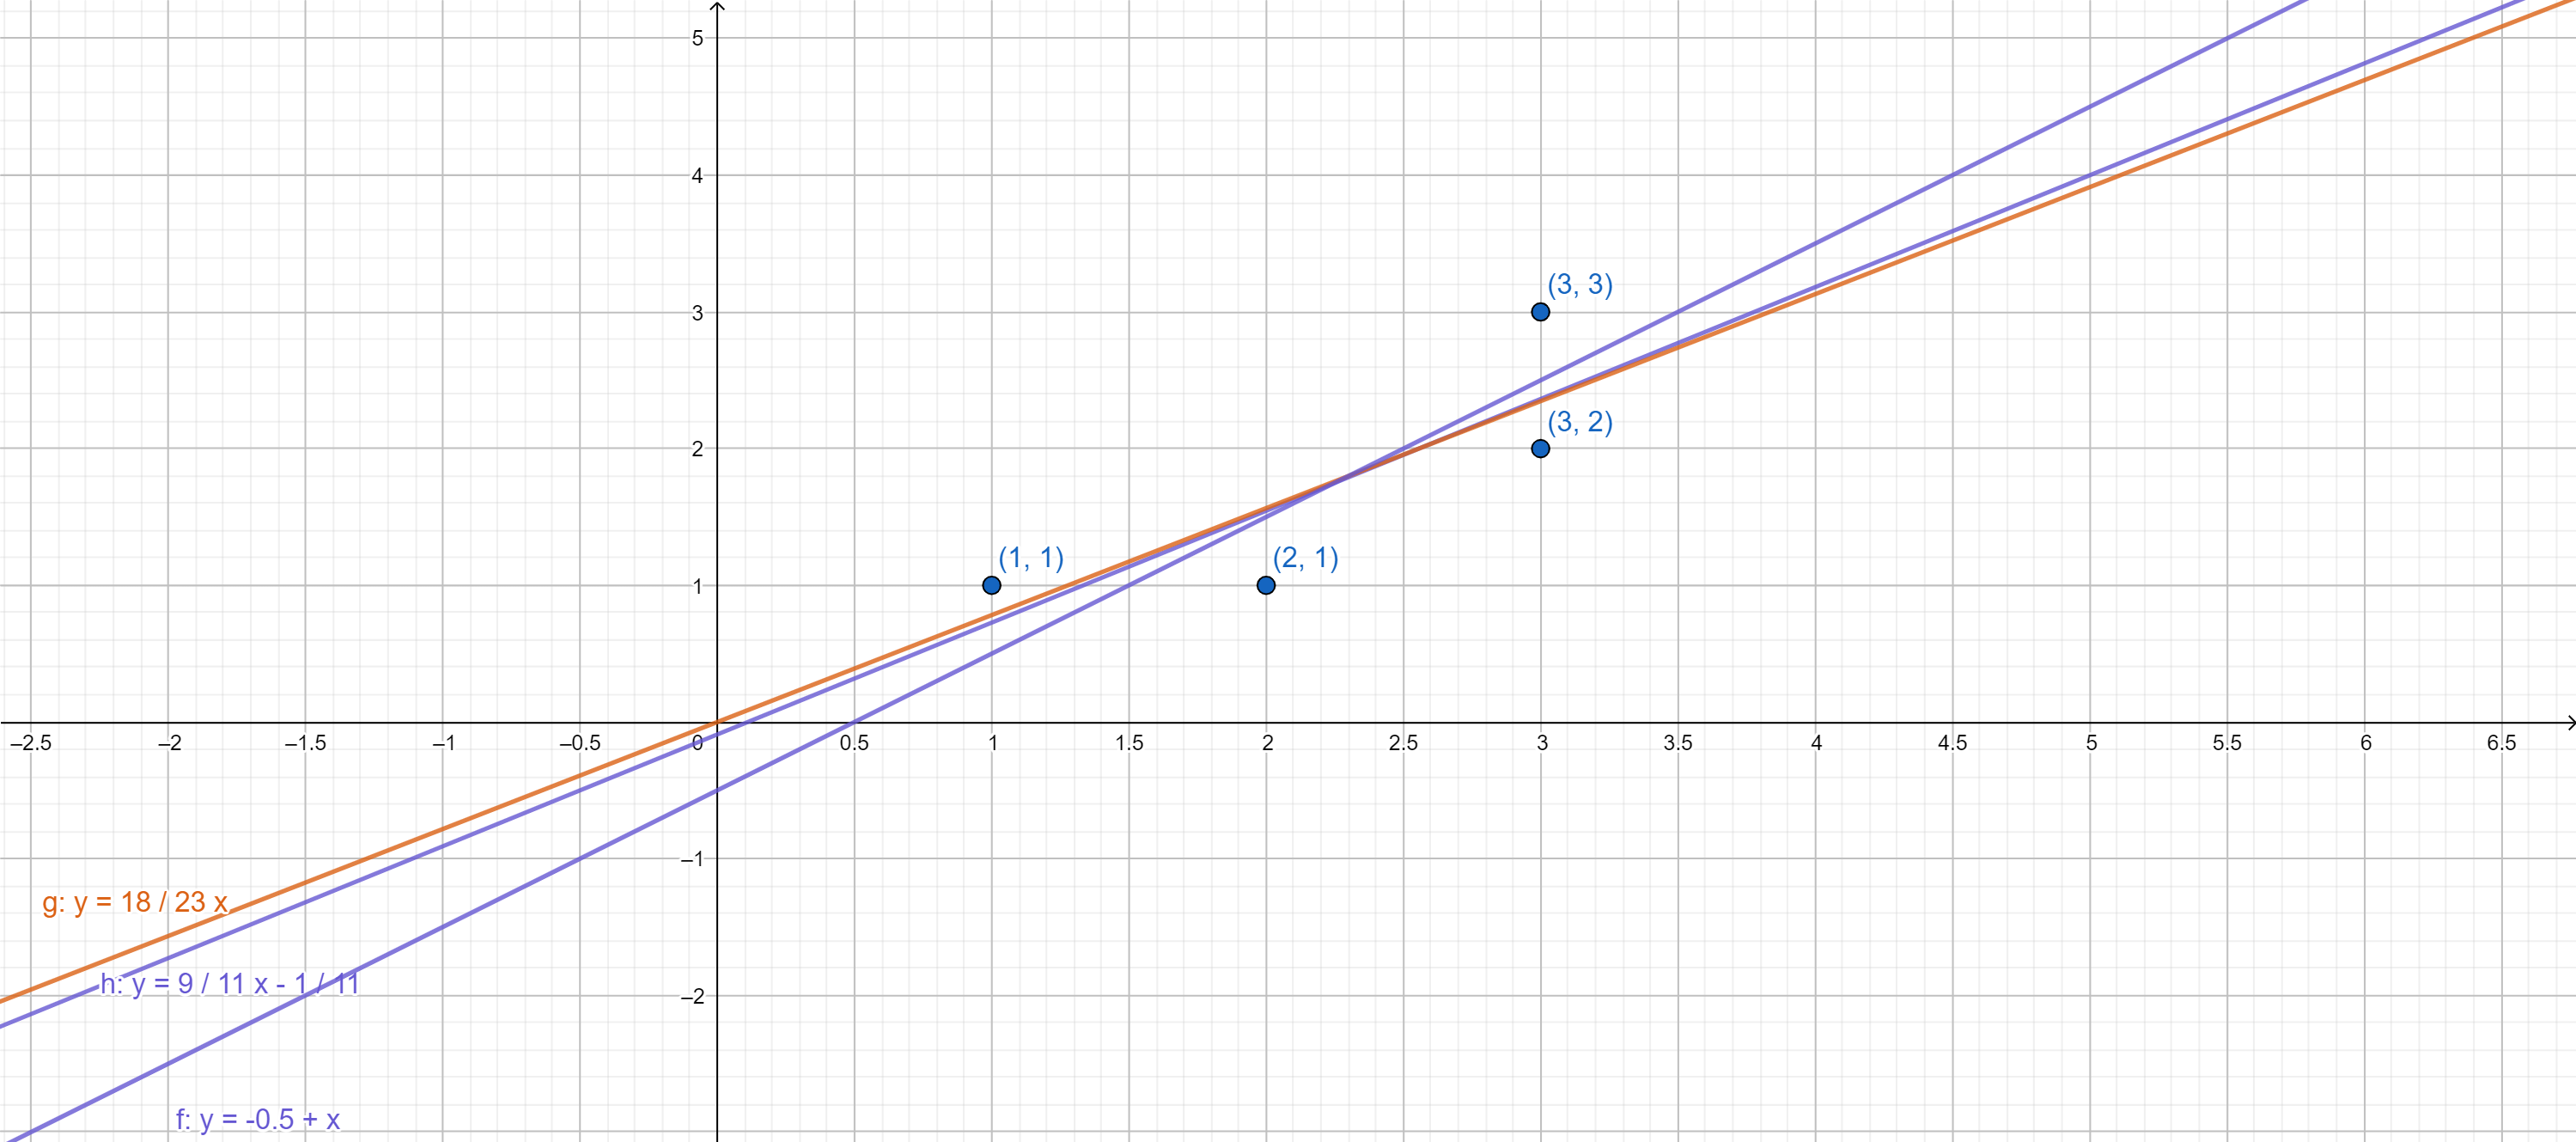 5
4
(3, 3)
3
(3, 2)
2
(1, 1)
(2, 1)
1
–2.5 –2 –1.5 –1 –0.5 0 0.5 1 1.5 2 2.5 3 3.5 4 4.5 5 5.5 6 6.5
–1
g: y = 18 / 23 x
h: y = 9 / 11 x - 1 / 11
–2
f: y = -0.5 + x